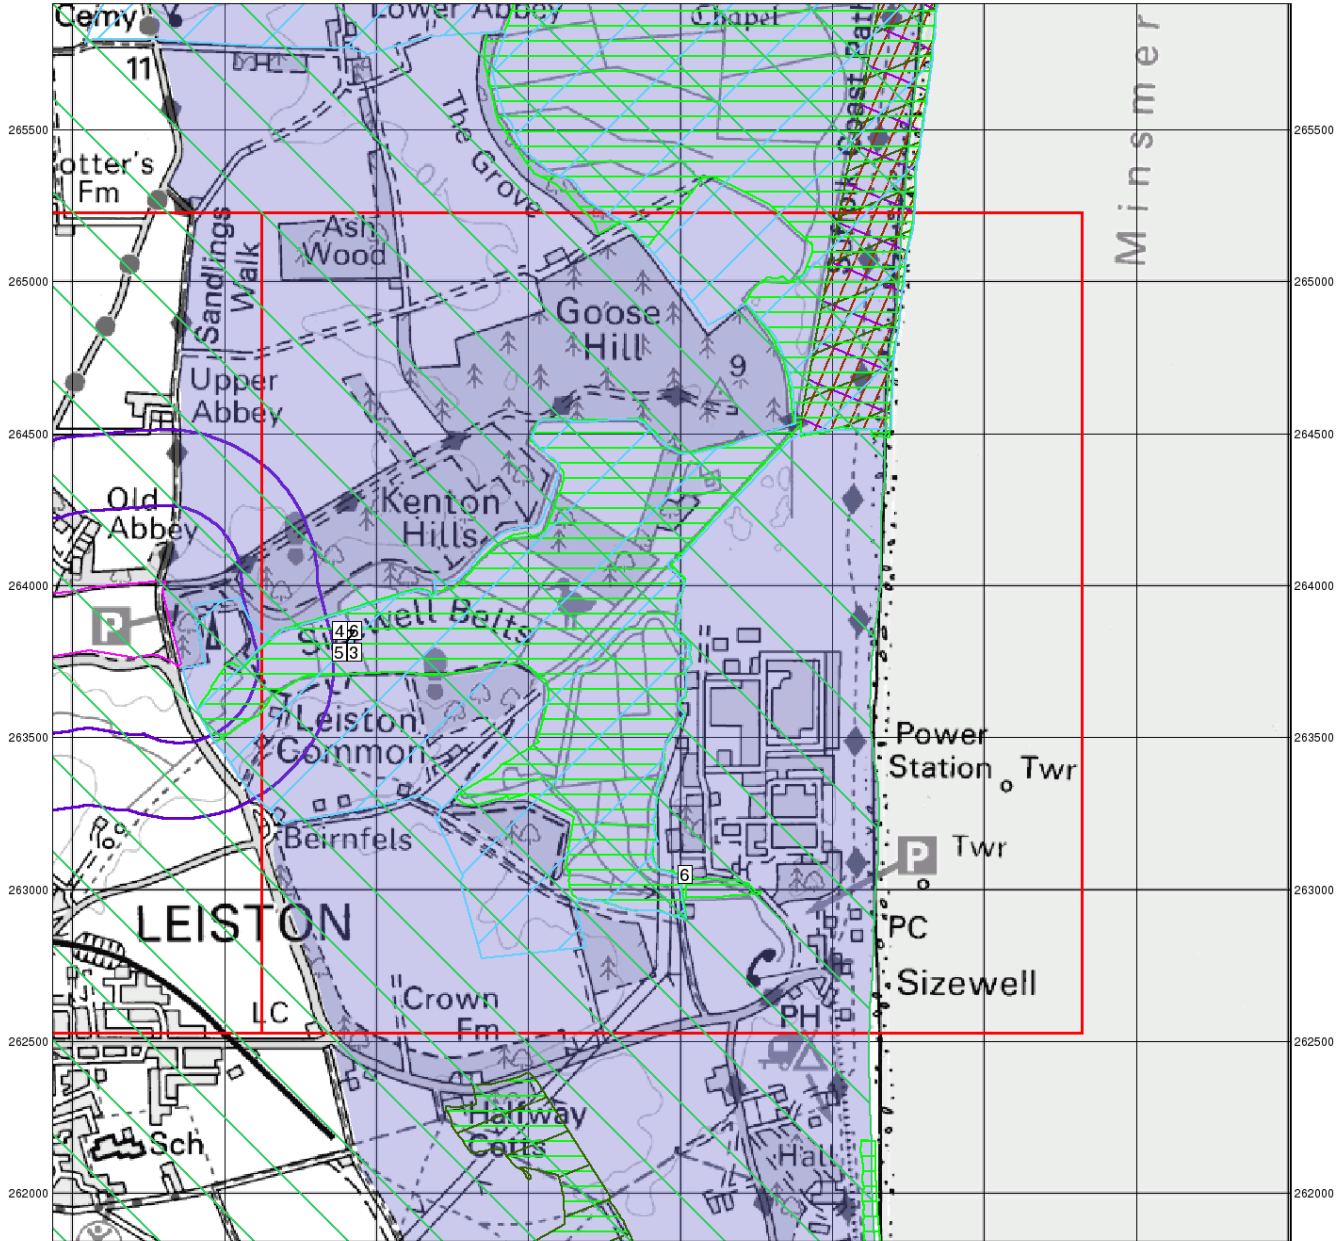 Cemy
Lower Abbey
Chapel
11
The Grove
265500
265500
otter's
Fm
Minsmer
Sandlings
Walk
Ash
Wood
265000
265000
Goose
Hill
9
Upper
Abbey
264500
264500
Old
Abbey
Kenton
Hills
264000
264000
P
Belts
4 6
5 3
Leiston
Common
263500
263500
Power
Station
Twr
Beirnfels
P
Twr
6
263000
263000
LEISTON
PC
Sizewell
Crown
Fm
LC
PH
262500
262500
Halfway
Cotts
Sch
Hall
262000
262000